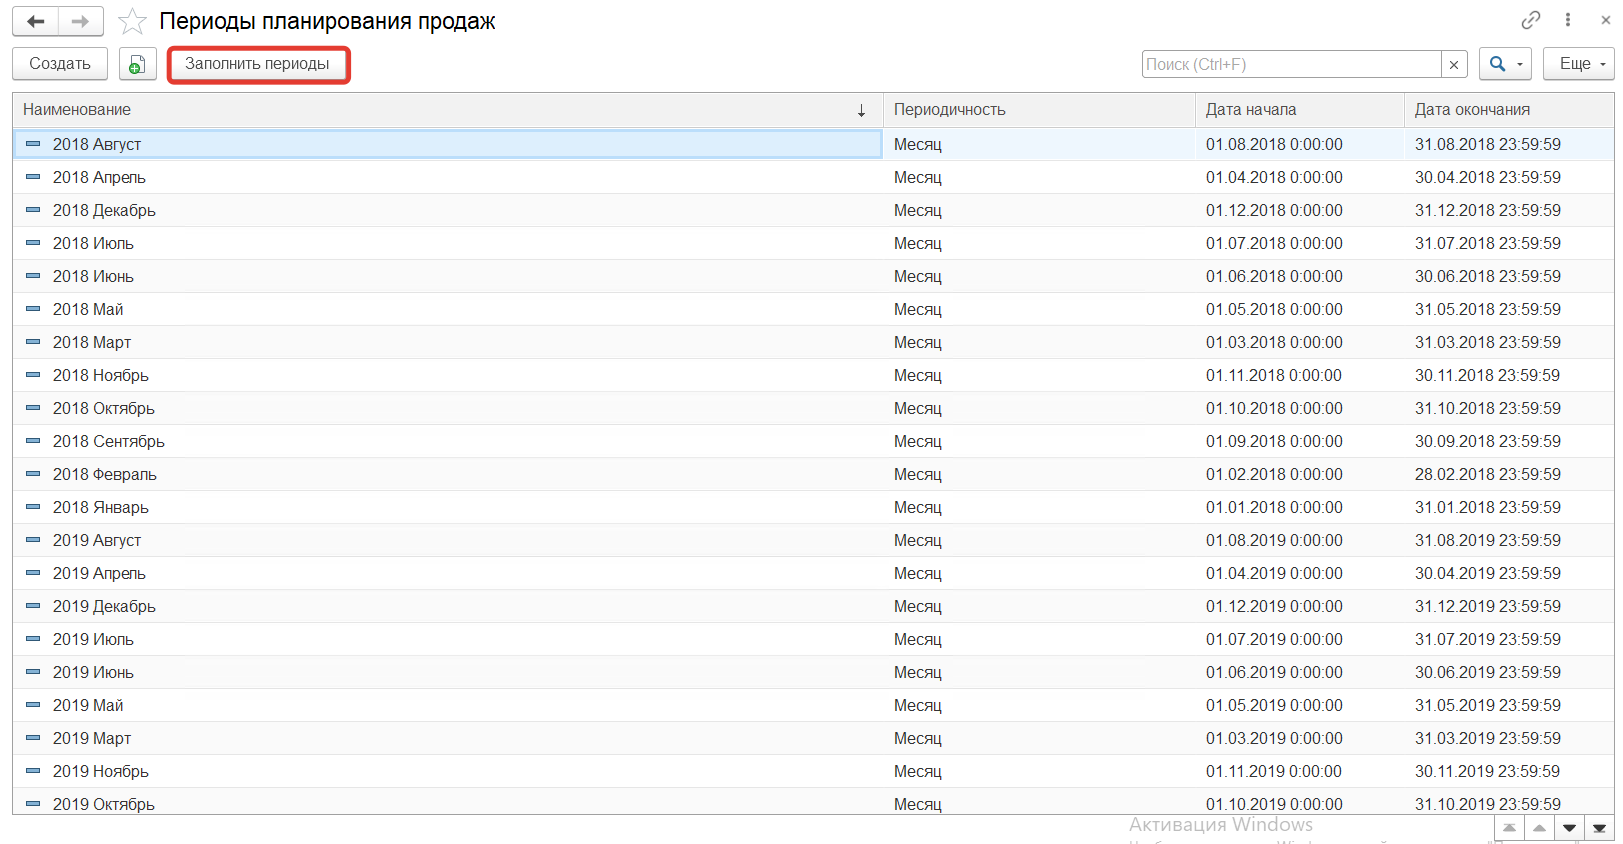 Периоды планирования продаж
Создать Заполнить периоды Поиск (Ctrl+F) × Еще
Наименование ↓ Периодичность Дата начала Дата окончания
2018 Август Месяц 01.08.2018 0:00:00 31.08.2018 23:59:59
2018 Апрель Месяц 01.04.2018 0:00:00 30.04.2018 23:59:59
2018 Декабрь Месяц 01.12.2018 0:00:00 31.12.2018 23:59:59
2018 Июль Месяц 01.07.2018 0:00:00 31.07.2018 23:59:59
2018 Июнь Месяц 01.06.2018 0:00:00 30.06.2018 23:59:59
2018 Май Месяц 01.05.2018 0:00:00 31.05.2018 23:59:59
2018 Март Месяц 01.03.2018 0:00:00 31.03.2018 23:59:59
2018 Ноябрь Месяц 01.11.2018 0:00:00 30.11.2018 23:59:59
2018 Октябрь Месяц 01.10.2018 0:00:00 31.10.2018 23:59:59
2018 Сентябрь Месяц 01.09.2018 0:00:00 30.09.2018 23:59:59
2018 Февраль Месяц 01.02.2018 0:00:00 28.02.2018 23:59:59
2018 Январь Месяц 01.01.2018 0:00:00 31.01.2018 23:59:59
2019 Август Месяц 01.08.2019 0:00:00 31.08.2019 23:59:59
2019 Апрель Месяц 01.04.2019 0:00:00 30.04.2019 23:59:59
2019 Декабрь Месяц 01.12.2019 0:00:00 31.12.2019 23:59:59
2019 Июль Месяц 01.07.2019 0:00:00 31.07.2019 23:59:59
2019 Июнь Месяц 01.06.2019 0:00:00 30.06.2019 23:59:59
2019 Май Месяц 01.05.2019 0:00:00 31.05.2019 23:59:59
2019 Март Месяц 01.03.2019 0:00:00 31.03.2019 23:59:59
2019 Ноябрь Месяц 01.11.2019 0:00:00 30.11.2019 23:59:59
2019 Октябрь Месяц 01.10.2019 0:00:00 31.10.2019 23:59:59
Активация Windows